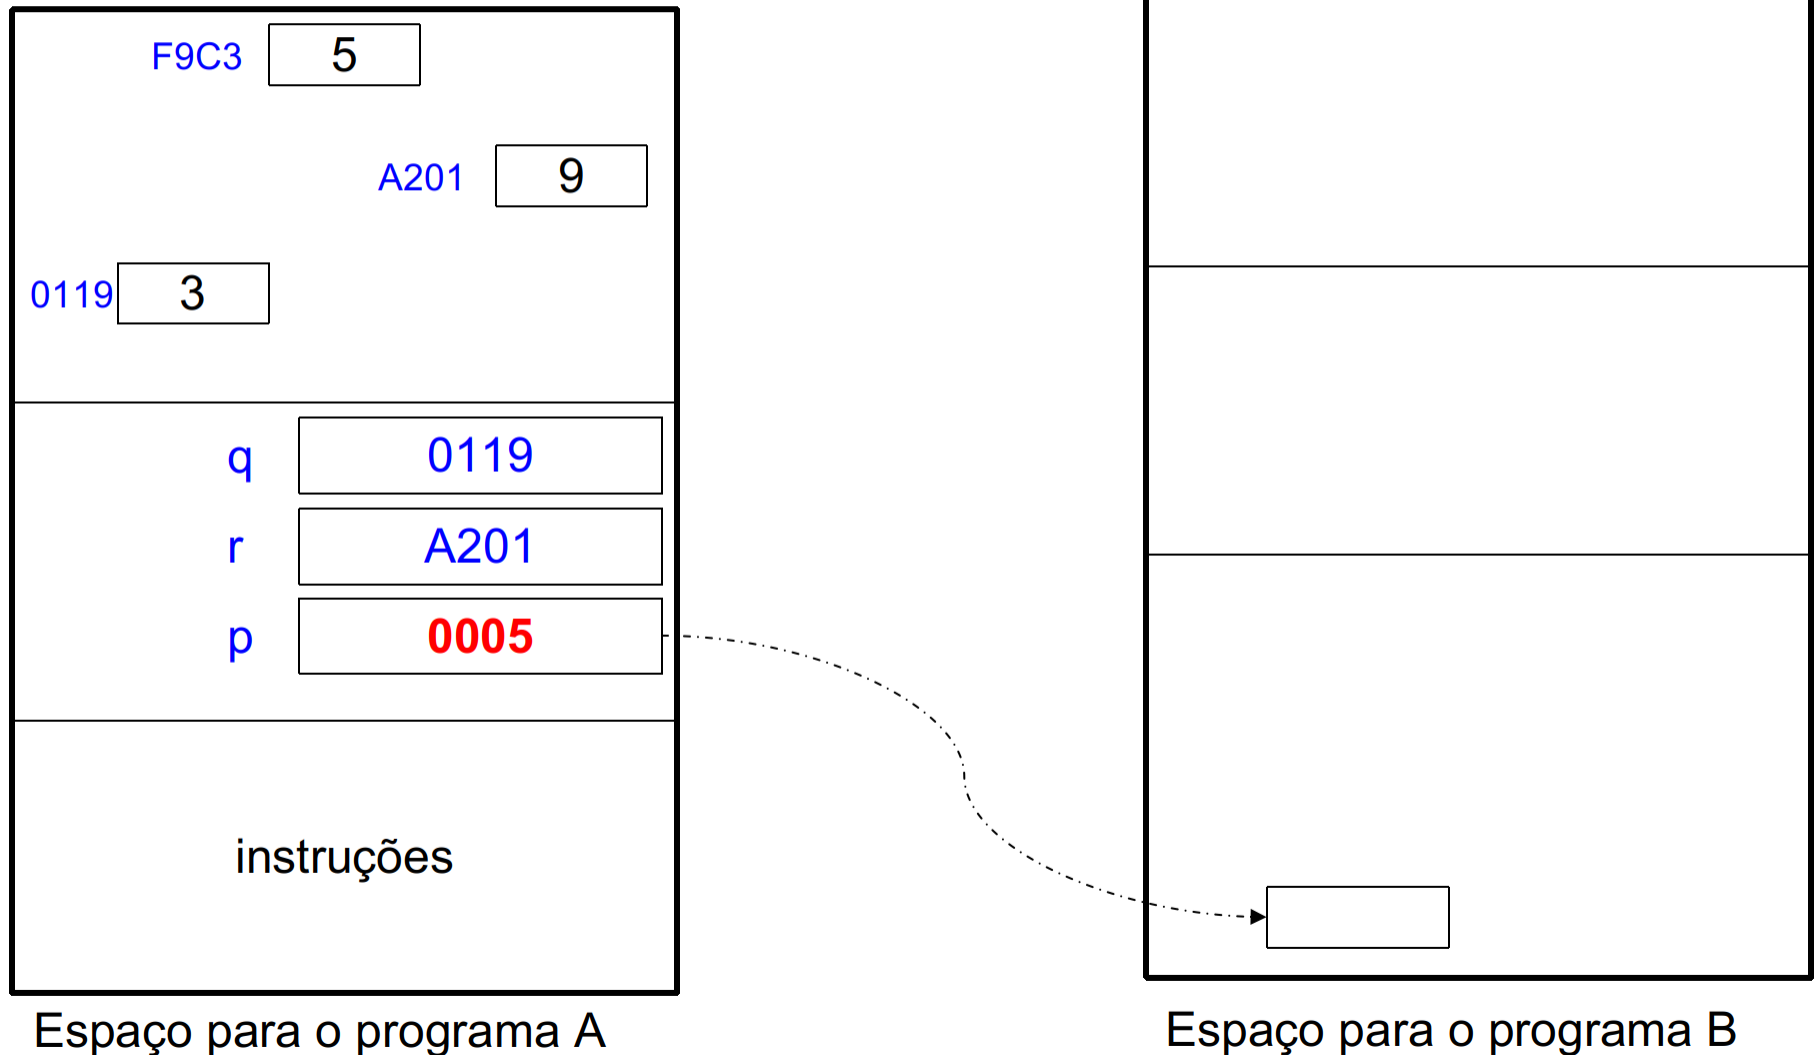 F9C3 5
A201 9
0119 3
q 0119
r A201
p 0005
instruções
Espaço para o programa A
Espaço para o programa B